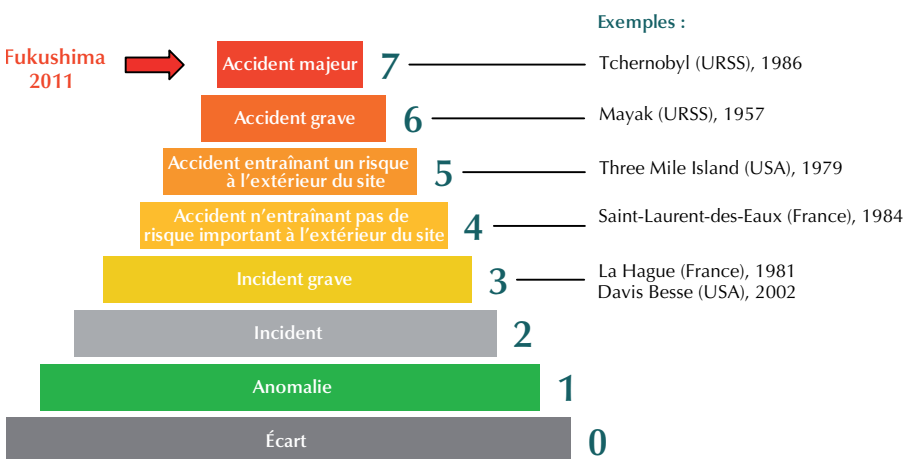 Exemples :
Fukushima
2011
Accident majeur 7 Tchernobyl (URSS), 1986
Accident grave 6 Mayak (URSS), 1957
Accident entraînant un risque
à l'extérieur du site 5 Three Mile Island (USA), 1979
Accident n'entraînant pas de
risque important à l'extérieur du site 4 Saint-Laurent-des-Eaux (France), 1984
Incident grave 3 La Hague (France), 1981
Davis Besse (USA), 2002
Incident 2
Anomalie 1
Écart 0